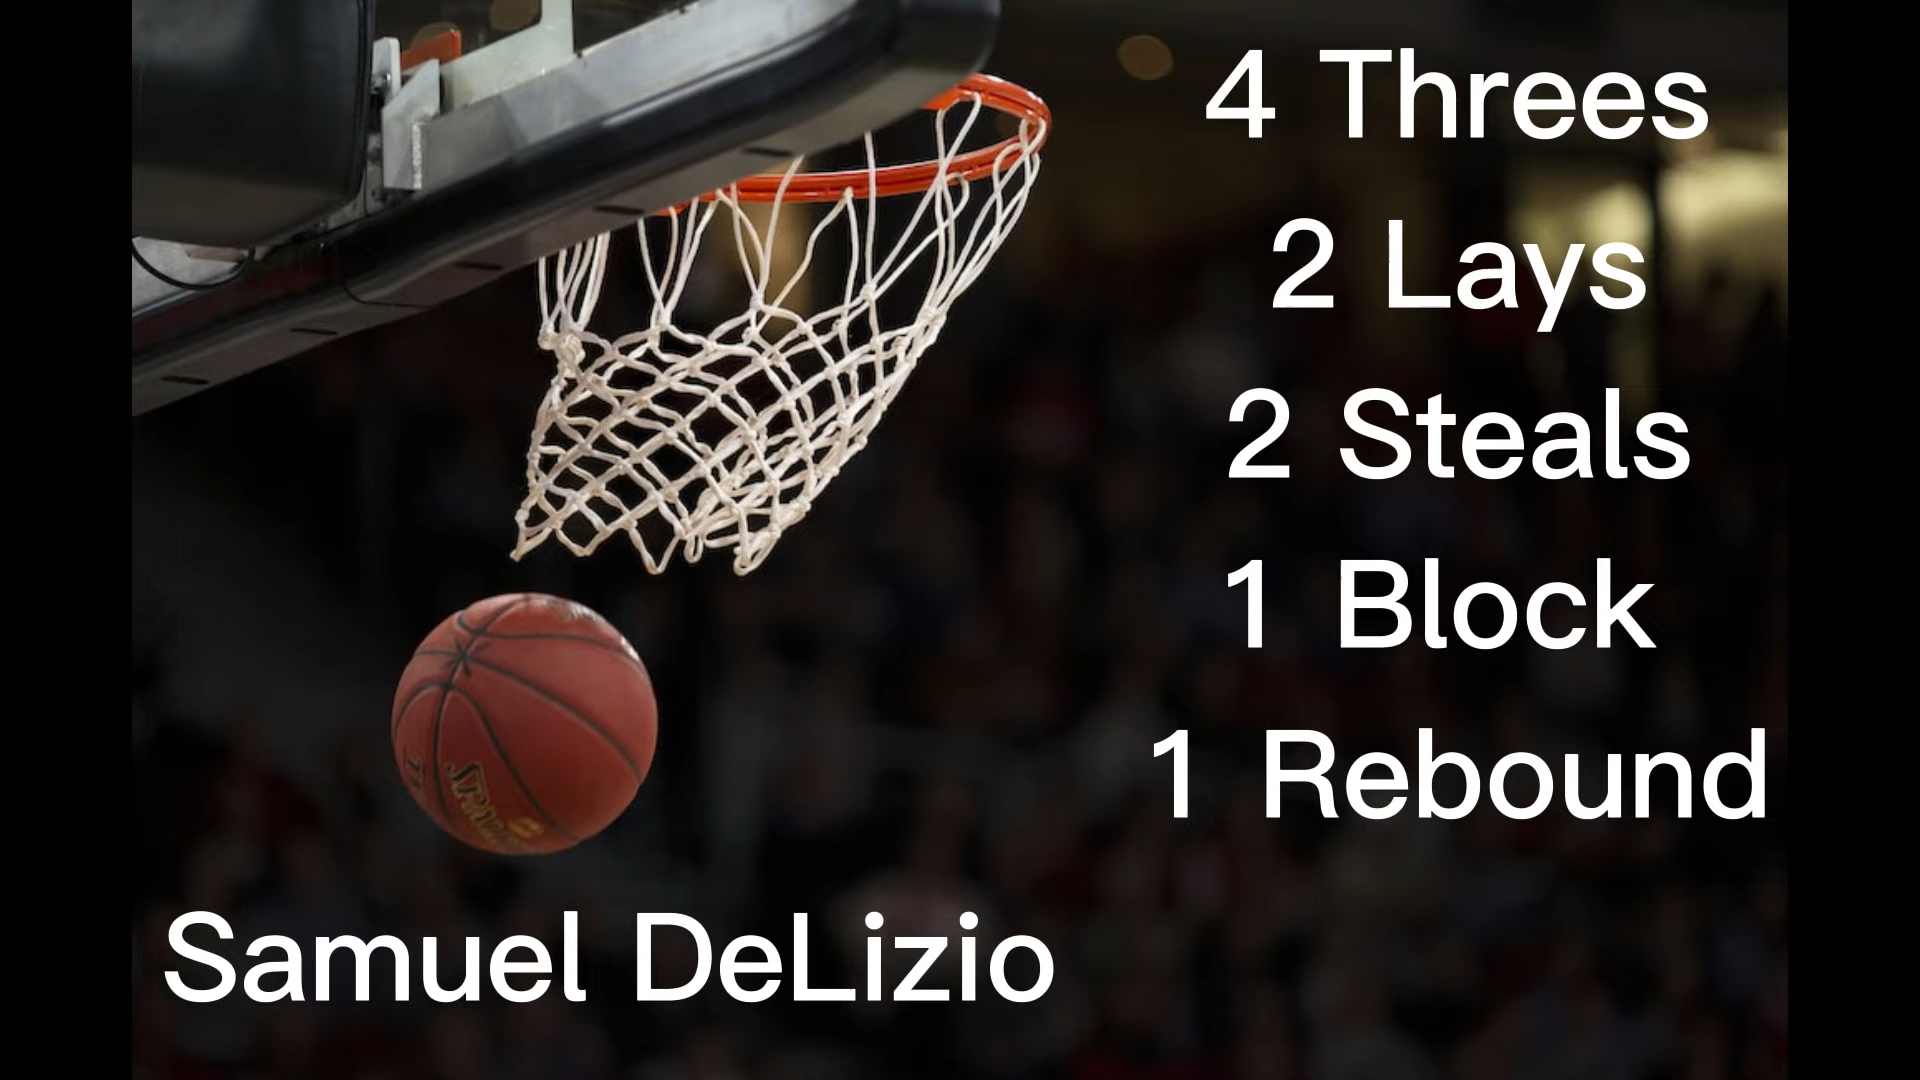 4 Threes
2 Lays
2 Steals
1 Block
1 Rebound
Samuel DeLizio